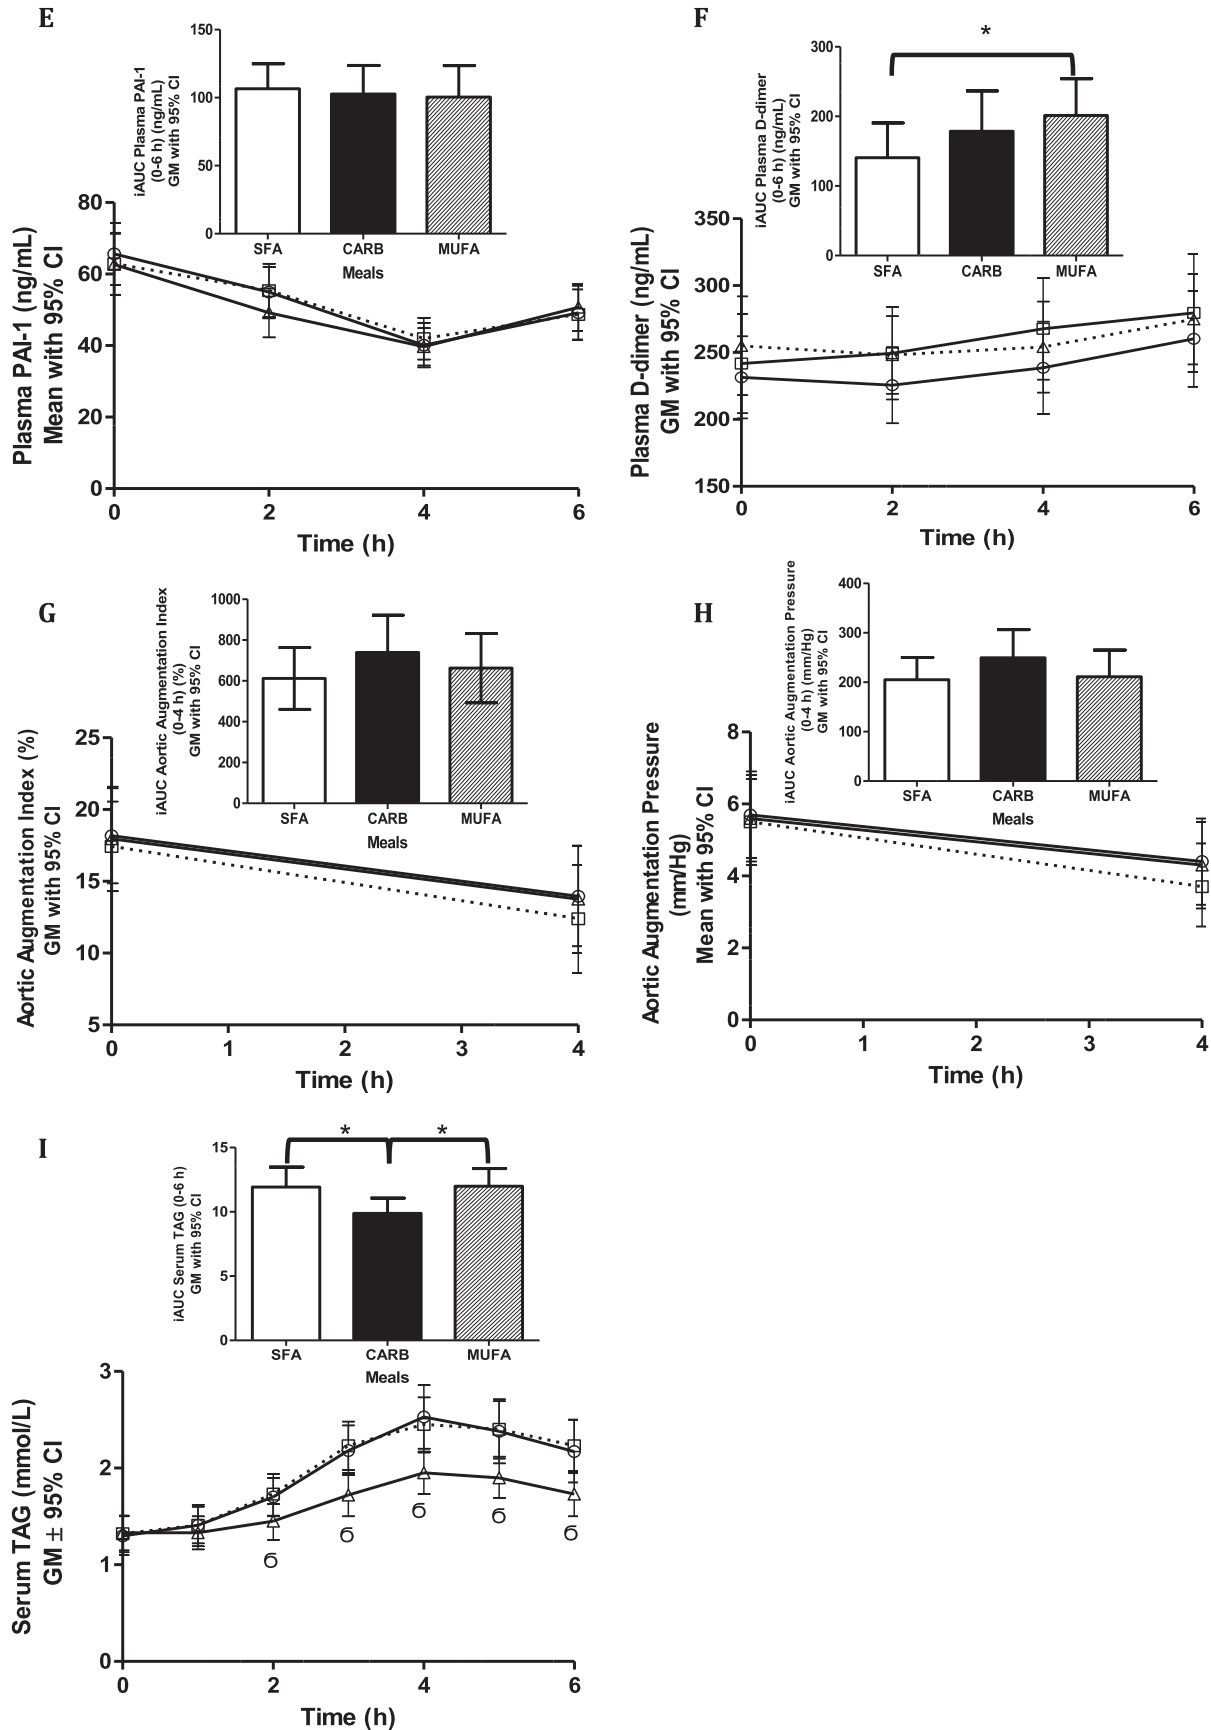 E
iAUC Plasma PAI-1
(0-6 h) (ng/mL)
GM with 95% CI
150
100
50
0
SFA
CARB
MUFA
Meals
Plasma PAI-1 (ng/mL)
Mean with 95% CI
80
60
40
20
0
0
2
4
6
Time (h)
F
*
iAUC Plasma D-dimer
(0-6 h) (ng/mL)
GM with 95% CI
300
200
100
0
SFA
CARB
MUFA
Meals
Plasma D-dimer (ng/mL)
GM with 95% CI
350
300
250
200
150
0
2
4
6
Time (h)
G
iAUC Aortic Augmentation Index
(0-4 h) (%)
GM with 95% CI
1000
800
600
400
200
0
SFA
CARB
MUFA
Meals
Aortic Augmentation Index (%)
GM with 95% CI
25
20
15
10
5
0
1
2
3
4
Time (h)
H
iAUC Aortic Augmentation Pressure
(0-4 h) (mm/Hg)
GM with 95% CI
400
300
200
100
0
SFA
CARB
MUFA
Meals
Aortic Augmentation Pressure
(mm/Hg)
Mean with 95% CI
8
6
4
2
0
0
1
2
3
4
Time (h)
I
*
*
iAUC Serum TAG (0-6 h)
GM with 95% CI
15
10
5
0
SFA
CARB
MUFA
Meals
Serum TAG (mmol/L)
GM ± 95% CI
3
2
1
0
0
2
4
6
Time (h)